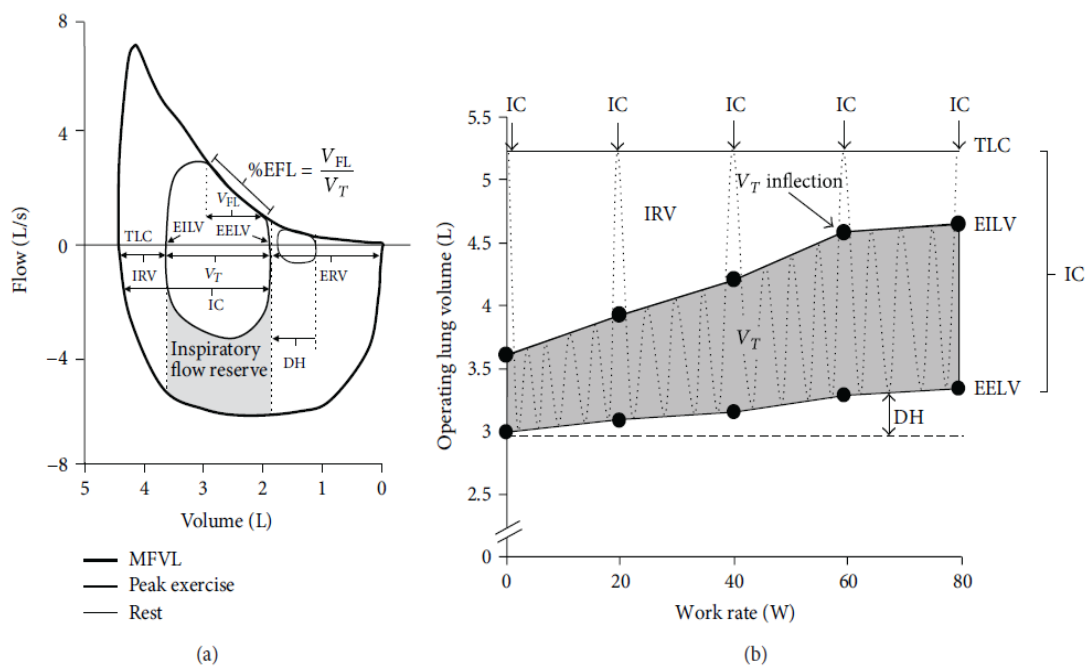 8
4
0
−4
−8
Flow (L/s)
%EFL = V_FL / V_T
V_FL
TLC
EILV
EELV
IRV
V_T
ERV
IC
DH
Inspiratory
flow reserve
5
4
3
2
1
0
Volume (L)
MFVL
Peak exercise
Rest
(a)
IC
IC
IC
IC
IC
5.5
5
4.5
4
3.5
3
2.5
0
Operating lung volume (L)
TLC
IRV
V_T inflection
EILV
IC
V_T
EELV
DH
0
20
40
60
80
Work rate (W)
(b)